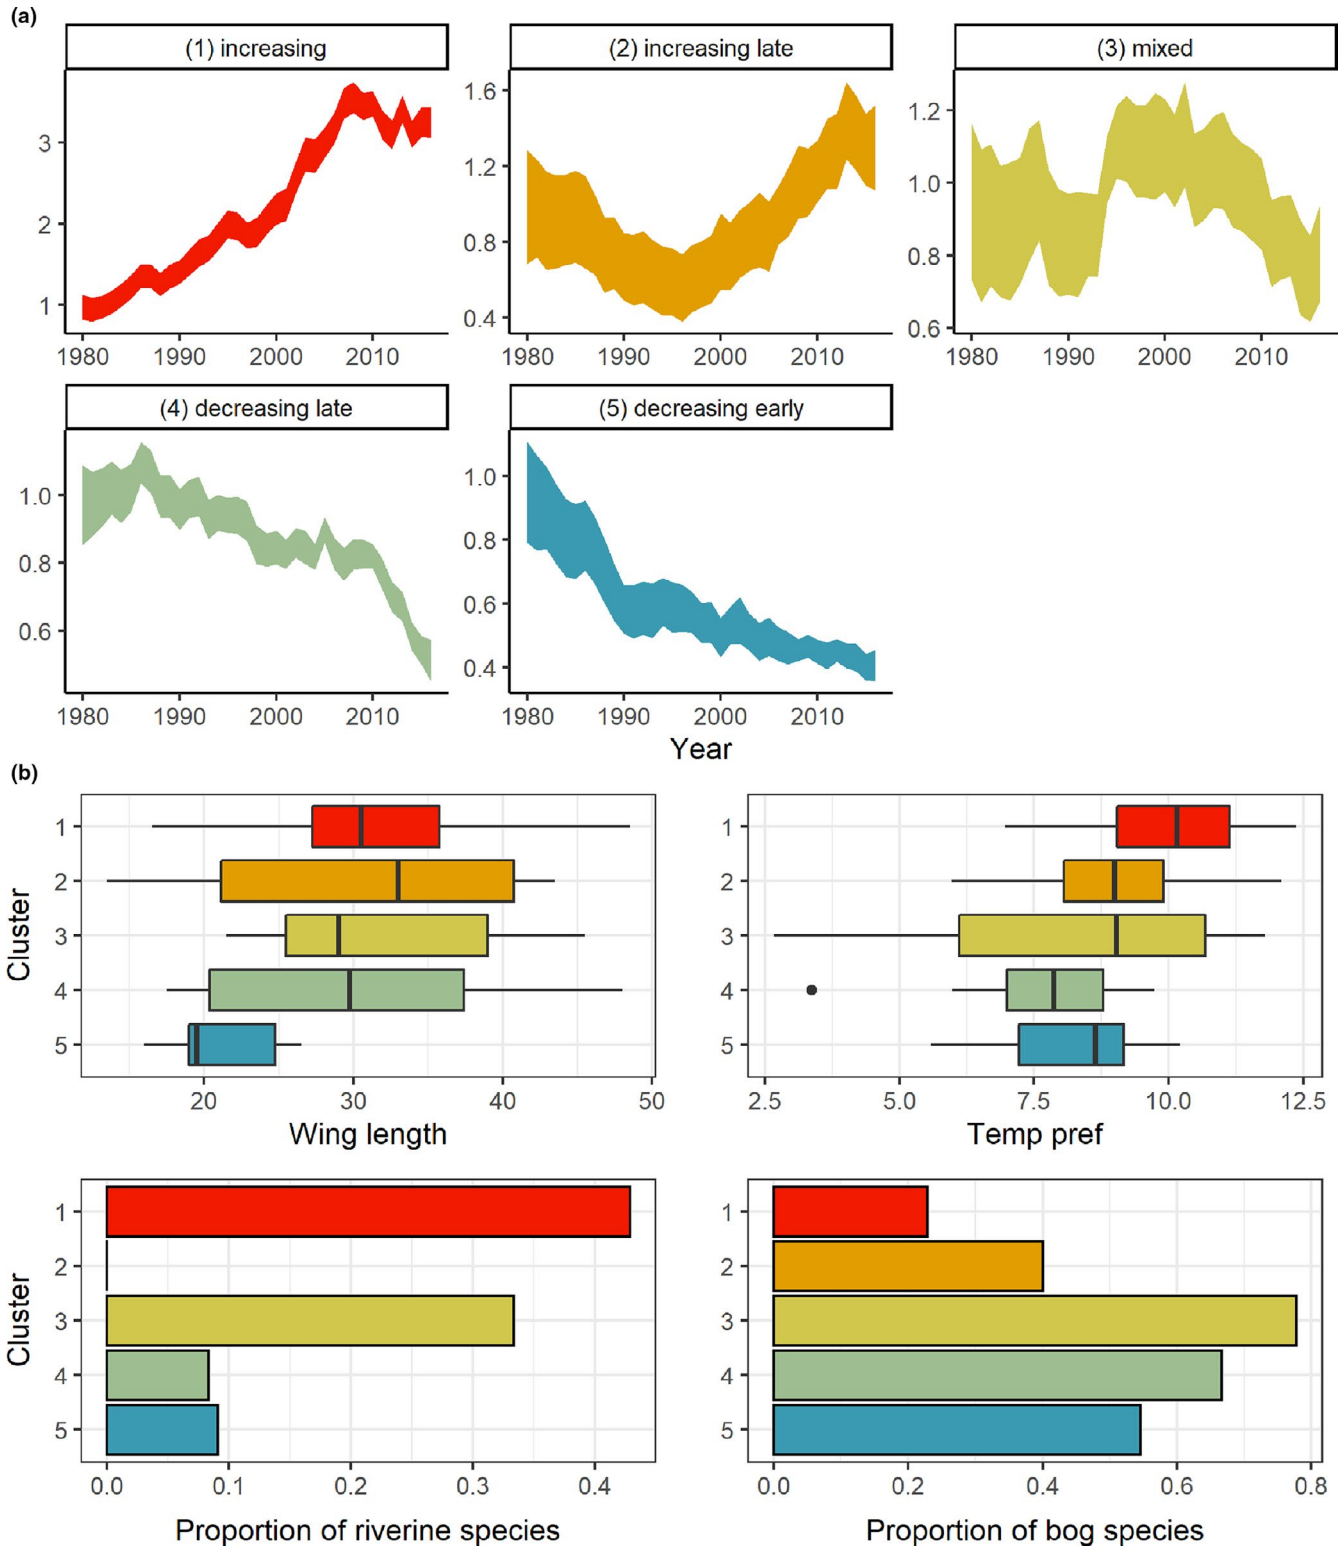 (a)
(1) increasing
(2) increasing late
(3) mixed
3
2
1
1.6
1.2
0.8
0.4
1.2
1.0
0.8
0.6
1980 1990 2000 2010
1980 1990 2000 2010
1980 1990 2000 2010
(4) decreasing late
(5) decreasing early
1.0
0.8
0.6
1.0
0.8
0.6
0.4
1980 1990 2000 2010
1980 1990 2000 2010
Year
(b)
Cluster
1
2
3
4
5
20 30 40 50
Wing length
1
2
3
4
5
2.5 5.0 7.5 10.0 12.5
Temp pref
Cluster
1
2
3
4
5
0.0 0.1 0.2 0.3 0.4
Proportion of riverine species
1
2
3
4
5
0.0 0.2 0.4 0.6 0.8
Proportion of bog species